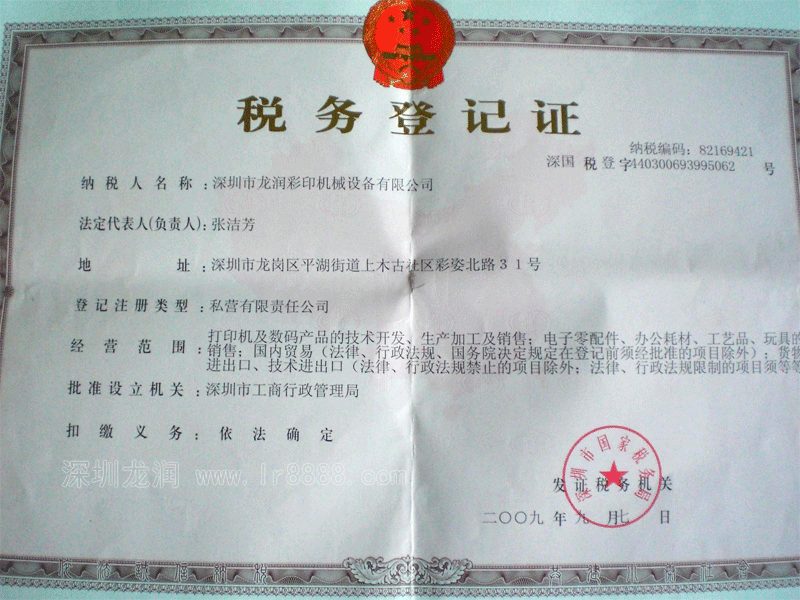 税务登记证
纳税编码：82169421
深国 税 登 字440300693995062 号
纳税人名称：深圳市龙润彩印机械设备有限公司
法定代表人(负责人)：张洁芳
地 址：深圳市龙岗区平湖街道上木古社区彩姿北路３１号
登记注册类型：私营有限责任公司
经营范围：打印机及数码产品的技术开发、生产加工及销售；电子零配件、办公耗材、工艺品、玩具的
销售；国内贸易（法律、行政法规、国务院决定规定在登记前须经批准的项目除外）；货物
进出口、技术进出口（法律、行政法规禁止的项目除外；法律、行政法规限制的项目须等等
批准设立机关：深圳市工商行政管理局
扣缴义务：依法确定
深圳龙润 www.lr8888.com
深圳市国家税务局
发证税务机关
二〇〇九年九月七日